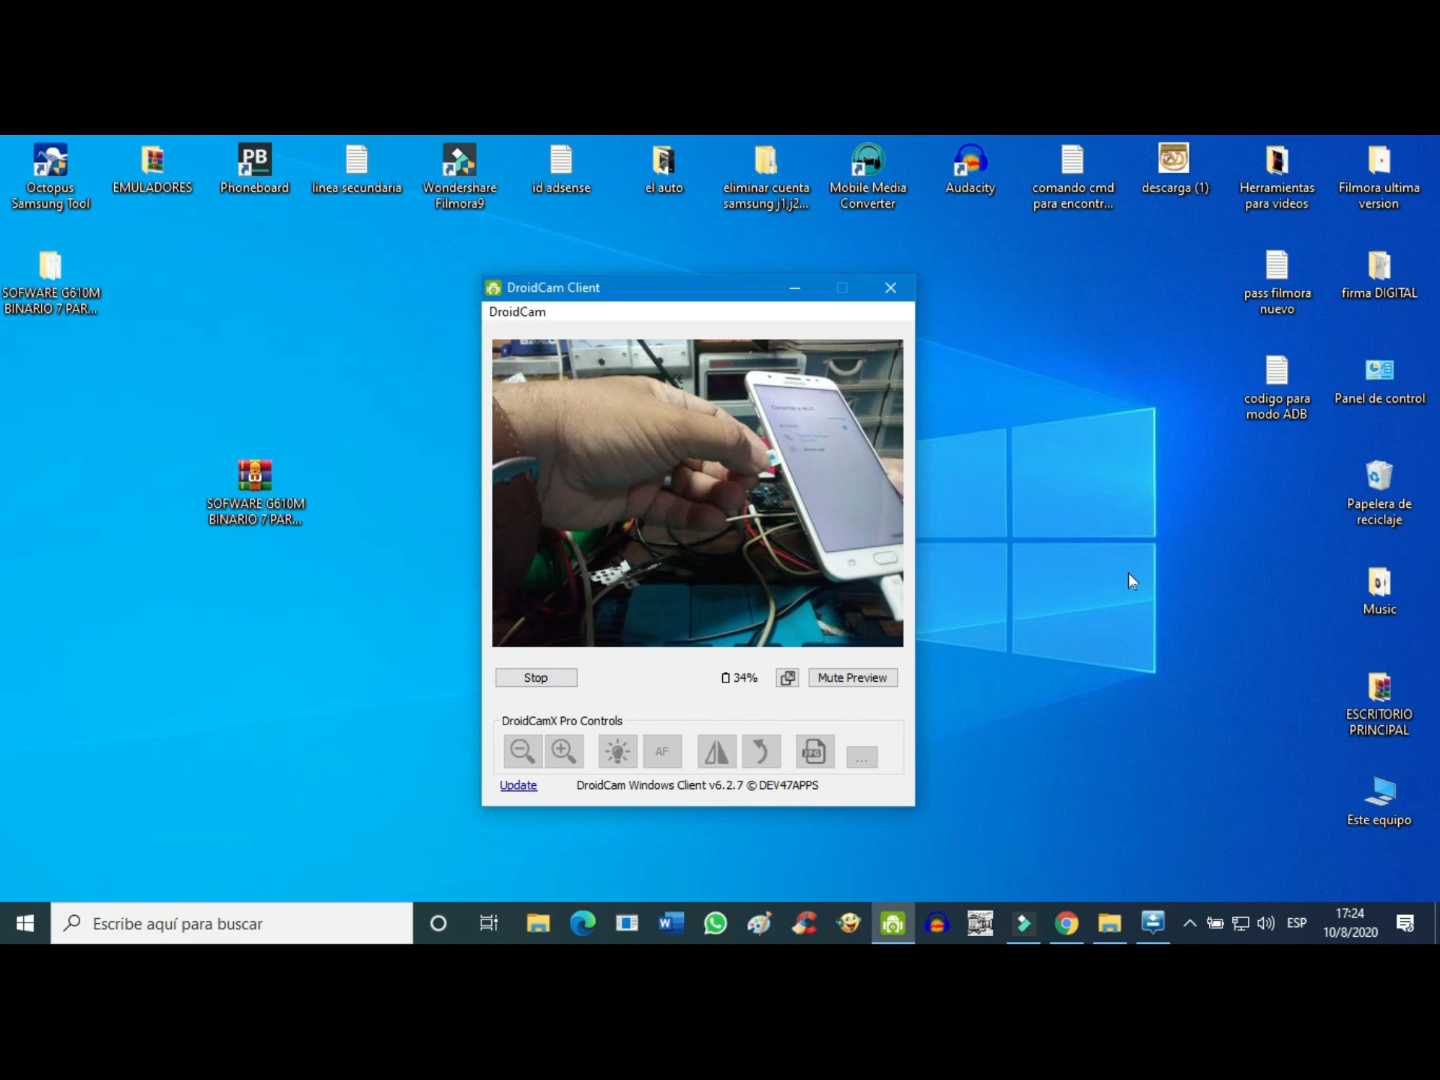 Octopus
Samsung Tool
EMULADORES
PB
Phoneboard
linea secundaria
Wondershare
Filmora9
id adsense
el auto
eliminar cuenta
samsung j1,j2...
Mobile Media
Converter
Audacity
comando cmd
para encontr...
descarga (1)
Herramientas
para videos
Filmora ultima
version
SOFWARE G610M
BINARIO 7 PAR...
pass filmora
nuevo
firma DIGITAL
DroidCam Client
DroidCam
codigo para
modo ADB
Panel de control
SOFWARE G610M
BINARIO 7 PAR...
Papelera de
reciclaje
Music
Stop
34%
Mute Preview
ESCRITORIO
PRINCIPAL
DroidCamX Pro Controls
AF
JPG
...
Update
DroidCam Windows Client v6.2.7 © DEV47APPS
Este equipo
Escribe aquí para buscar
ESP
17:24
10/8/2020